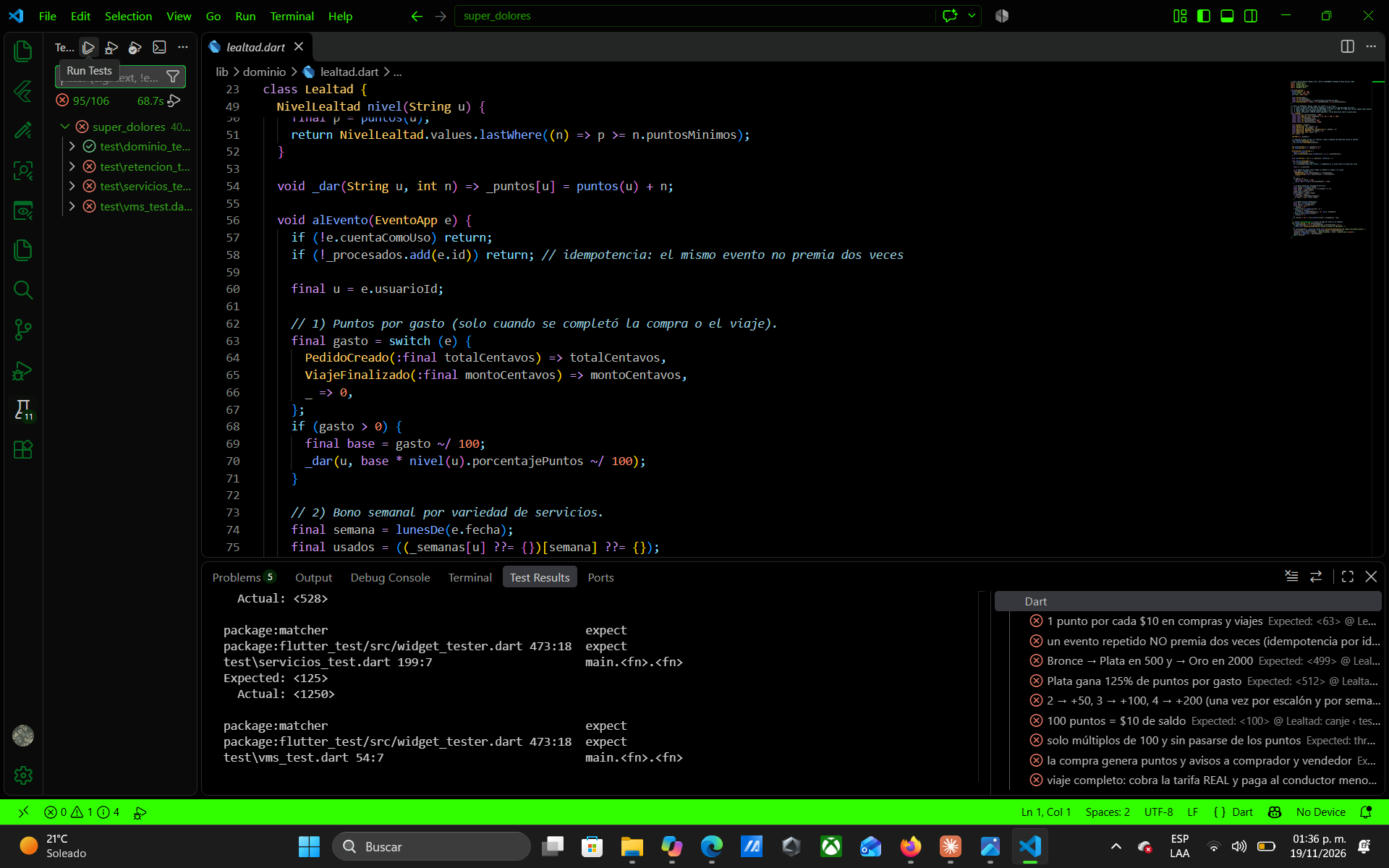 File Edit Selection View Go Run Terminal Help
super_dolores
Te...
Run Tests
95/106 68.7s
super_dolores 40...
test\dominio_te...
test\retencion_t...
test\servicios_te...
test\vms_test.da...
lealtad.dart
lib > dominio > lealtad.dart > ...
23 class Lealtad {
49 NivelLealtad nivel(String u) {
50 final p = puntos(u);
51 return NivelLealtad.values.lastWhere((n) => p >= n.puntosMinimos);
52 }
53
54 void _dar(String u, int n) => _puntos[u] = puntos(u) + n;
55
56 void alEvento(EventoApp e) {
57 if (!e.cuentaComoUso) return;
58 if (!_procesados.add(e.id)) return; // idempotencia: el mismo evento no premia dos veces
59
60 final u = e.usuarioId;
61
62 // 1) Puntos por gasto (solo cuando se completó la compra o el viaje).
63 final gasto = switch (e) {
64 PedidoCreado(:final totalCentavos) => totalCentavos,
65 ViajeFinalizado(:final montoCentavos) => montoCentavos,
66 _ => 0,
67 };
68 if (gasto > 0) {
69 final base = gasto ~/ 100;
70 _dar(u, base * nivel(u).porcentajePuntos ~/ 100);
71 }
72
73 // 2) Bono semanal por variedad de servicios.
74 final semana = lunesDe(e.fecha);
75 final usados = ((_semanas[u] ??= {})[semana] ??= {});
Problems 5 Output Debug Console Terminal Test Results Ports
Actual: <528>
package:matcher expect
package:flutter_test/src/widget_tester.dart 473:18 expect
test\servicios_test.dart 199:7 main.<fn>.<fn>
Expected: <125>
Actual: <1250>
package:matcher expect
package:flutter_test/src/widget_tester.dart 473:18 expect
test\vms_test.dart 54:7 main.<fn>.<fn>
Dart
1 punto por cada $10 en compras y viajes Expected: <63> @ Le...
un evento repetido NO premia dos veces (idempotencia por id...
Bronce → Plata en 500 y → Oro en 2000 Expected: <499> @ Leal...
Plata gana 125% de puntos por gasto Expected: <512> @ Lealta...
2 → +50, 3 → +100, 4 → +200 (una vez por escalón y por sema...
100 puntos = $10 de saldo Expected: <100> @ Lealtad: canje ‹ tes...
solo múltiplos de 100 y sin pasarse de los puntos Expected: thr...
la compra genera puntos y avisos a comprador y vendedor Ex...
viaje completo: cobra la tarifa REAL y paga al conductor meno...
11
0 1 4
Ln 1, Col 1 Spaces: 2 UTF-8 LF { } Dart No Device
21°C
Soleado
Buscar
ESP
LAA
01:36 p. m.
19/11/2026